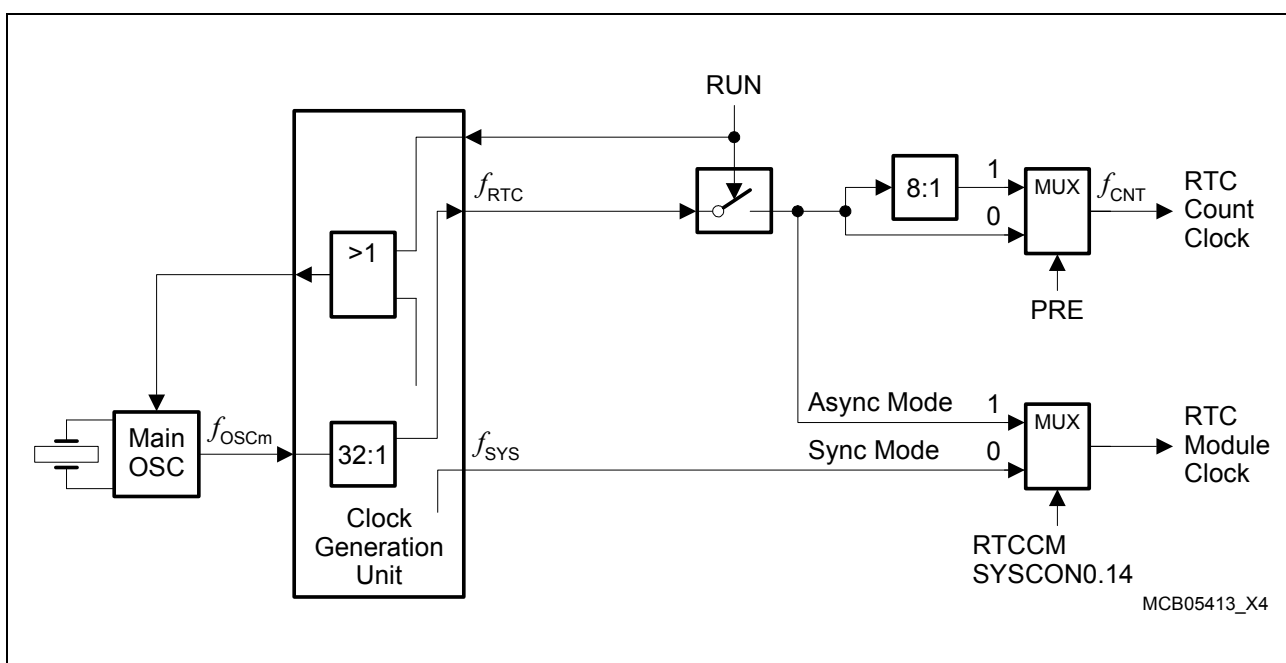 RUN
f_RTC
8:1
1
0
MUX
f_CNT
RTC
Count
Clock
PRE
>1
Main
OSC
f_OSCm
32:1
f_SYS
Clock
Generation
Unit
Async Mode
1
Sync Mode
0
MUX
RTC
Module
Clock
RTCCM
SYSCON0.14
MCB05413_X4